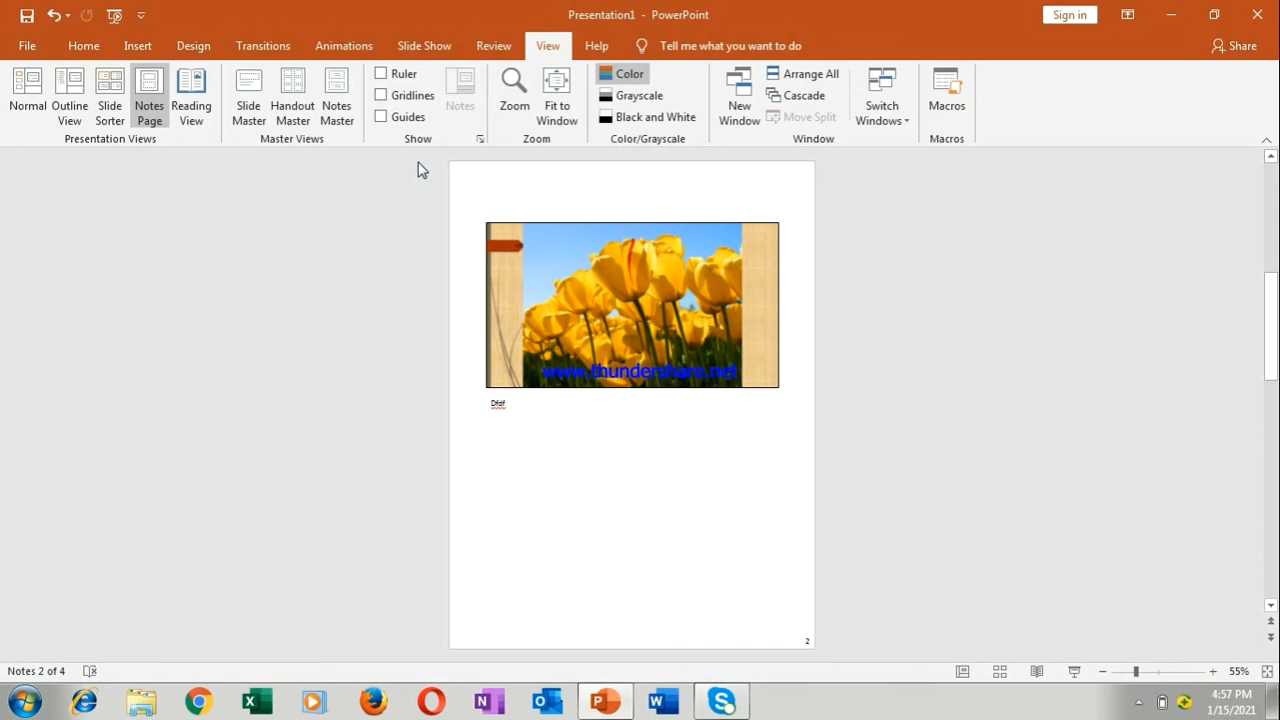 Presentation1 - PowerPoint
Sign in
File Home Insert Design Transitions Animations Slide Show Review View Help Tell me what you want to do Share
Normal
Outline View
Slide Sorter
Notes Page
Reading View
Presentation Views
Slide Master
Handout Master
Notes Master
Master Views
Ruler
Gridlines
Guides
Notes
Show
Zoom
Fit to Window
Zoom
Color
Grayscale
Black and White
Color/Grayscale
New Window
Arrange All
Cascade
Move Split
Switch Windows
Window
Macros
Macros
www.thundershare.net
Dfdf
2
Notes 2 of 4
55%
4:57 PM
1/15/2021